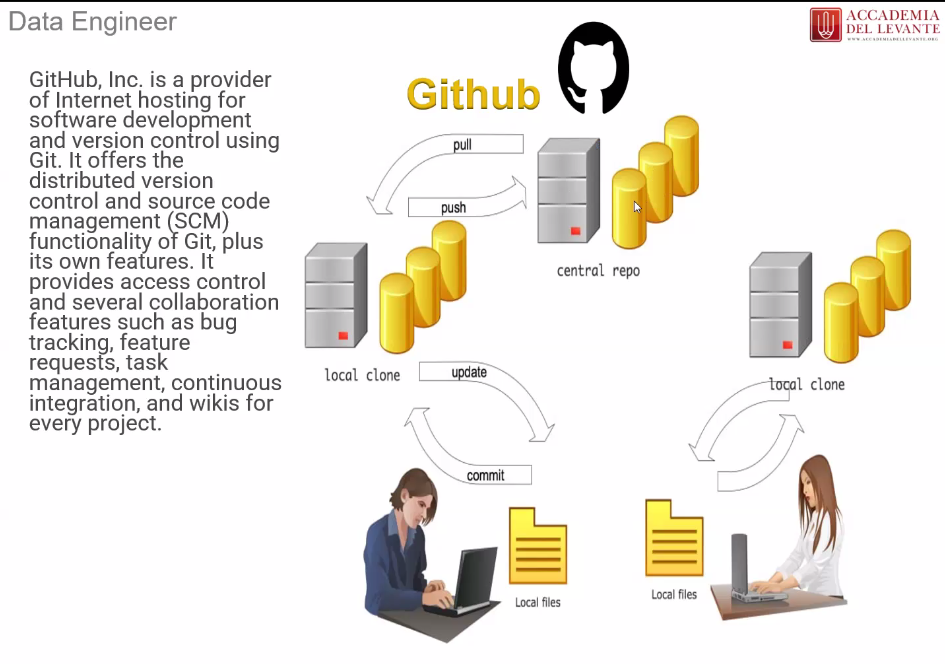 Data Engineer
ACCADEMIA
DEL LEVANTE
WWW.ACCADEMIADELLEVANTE.ORG
GitHub, Inc. is a provider
of Internet hosting for
software development
and version control using
Git. It offers the
distributed version
control and source code
management (SCM)
functionality of Git, plus
its own features. It
provides access control
and several collaboration
features such as bug
tracking, feature
requests, task
management, continuous
integration, and wikis for
every project.
Github
pull
push
central repo
local clone
update
local clone
commit
Local files
Local files